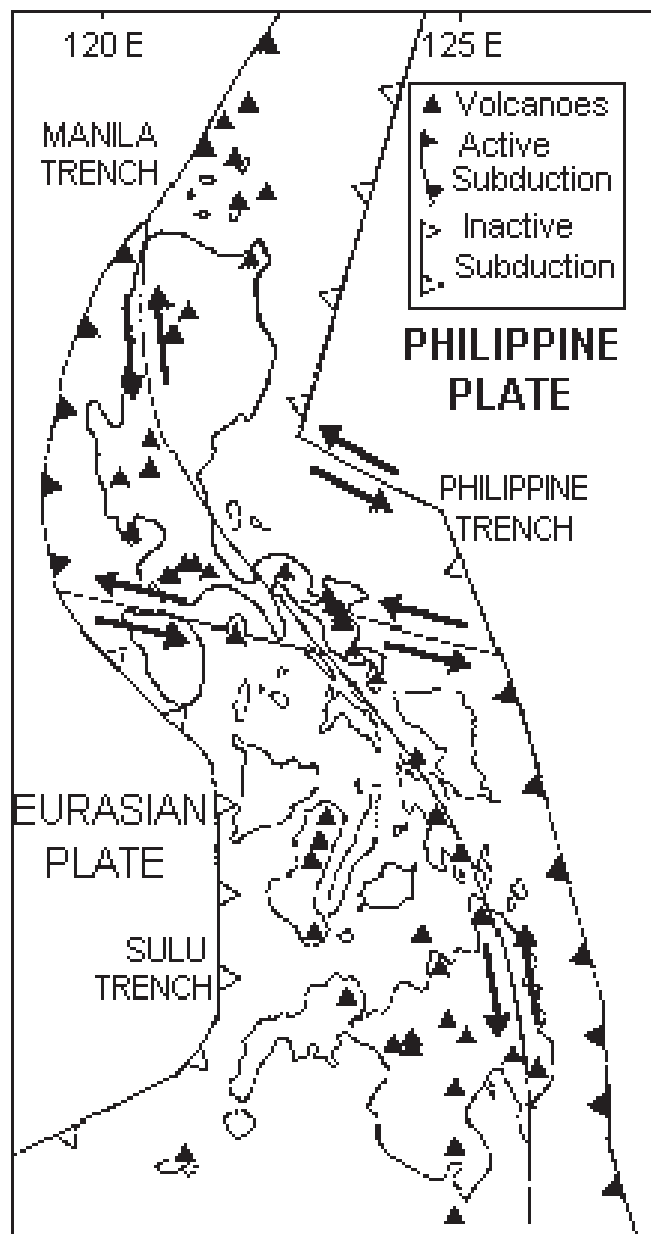 120 E
125 E
MANILA
TRENCH
Volcanoes
Active
Subduction
Inactive
Subduction
PHILIPPINE
PLATE
PHILIPPINE
TRENCH
EURASIAN
PLATE
SULU
TRENCH